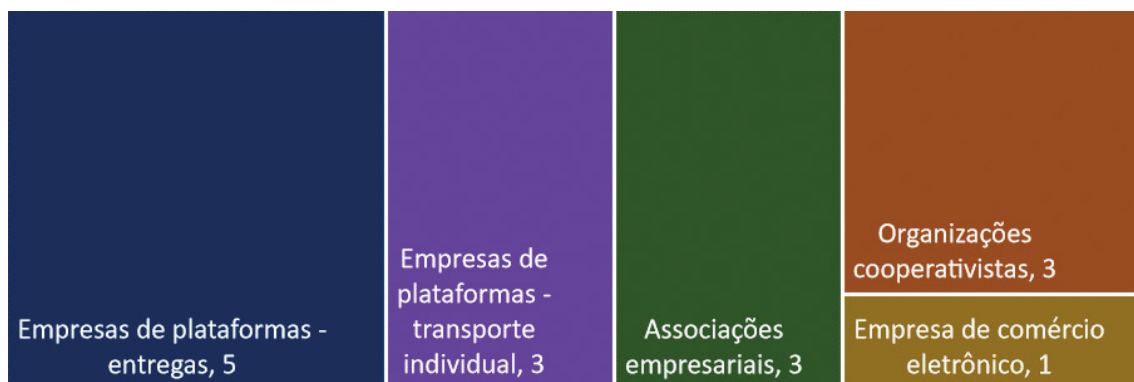 Empresas de plataformas -
entregas, 5
Empresas de
plataformas -
transporte
individual, 3
Associações
empresariais, 3
Organizações
cooperativistas, 3
Empresa de comércio
eletrônico, 1